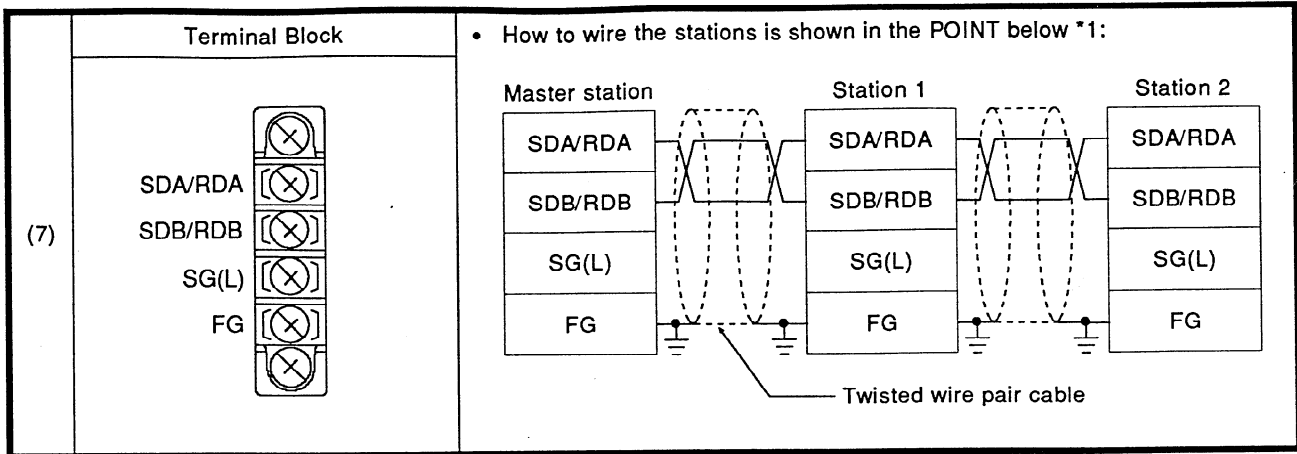 Terminal Block
• How to wire the stations is shown in the POINT below *1:
(7)
SDA/RDA
SDB/RDB
SG(L)
FG
Master station
SDA/RDA
SDB/RDB
SG(L)
FG
Station 1
SDA/RDA
SDB/RDB
SG(L)
FG
Station 2
SDA/RDA
SDB/RDB
SG(L)
FG
Twisted wire pair cable